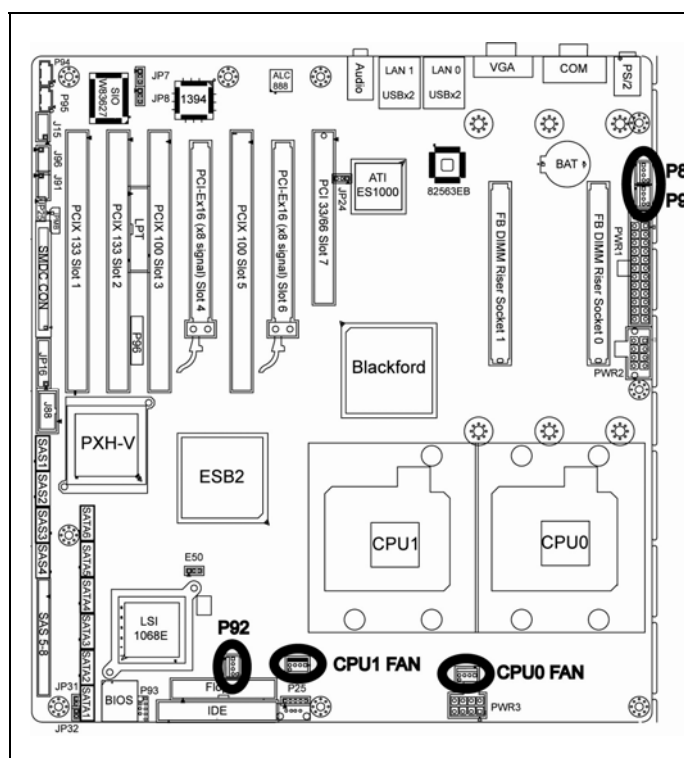 P94
P95
J15
J96
J91
SMDC CON
JP16
J88
SIO
W83627
JP7
JP8
1394
ALC
888
Audio
LAN 1
USBx2
LAN 0
USBx2
VGA
COM
PS/2
PCIX 133 Slot 1
PCIX 133 Slot 2
LPT
P96
PCIX 100 Slot 3
PCI-Ex16 (x8 signal) Slot 4
PCIX 100 Slot 5
PCI-Ex16 (x8 signal) Slot 6
PCI 33/66 Slot 7
JP24
ATI
ES1000
82563EB
BAT
P8
P9
FB DIMM Riser Socket 1
FB DIMM Riser Socket 0
PWR1
PWR2
Blackford
PXH-V
ESB2
CPU1
CPU0
SAS1
SAS2
SAS3
SAS4
SAS 5-8
SATA6
SATA5
SATA4
SATA3
SATA2
SATA1
E50
LSI
1068E
P92
CPU1 FAN
CPU0 FAN
JP31
JP32
BIOS
P93
IDE
P25
PWR3